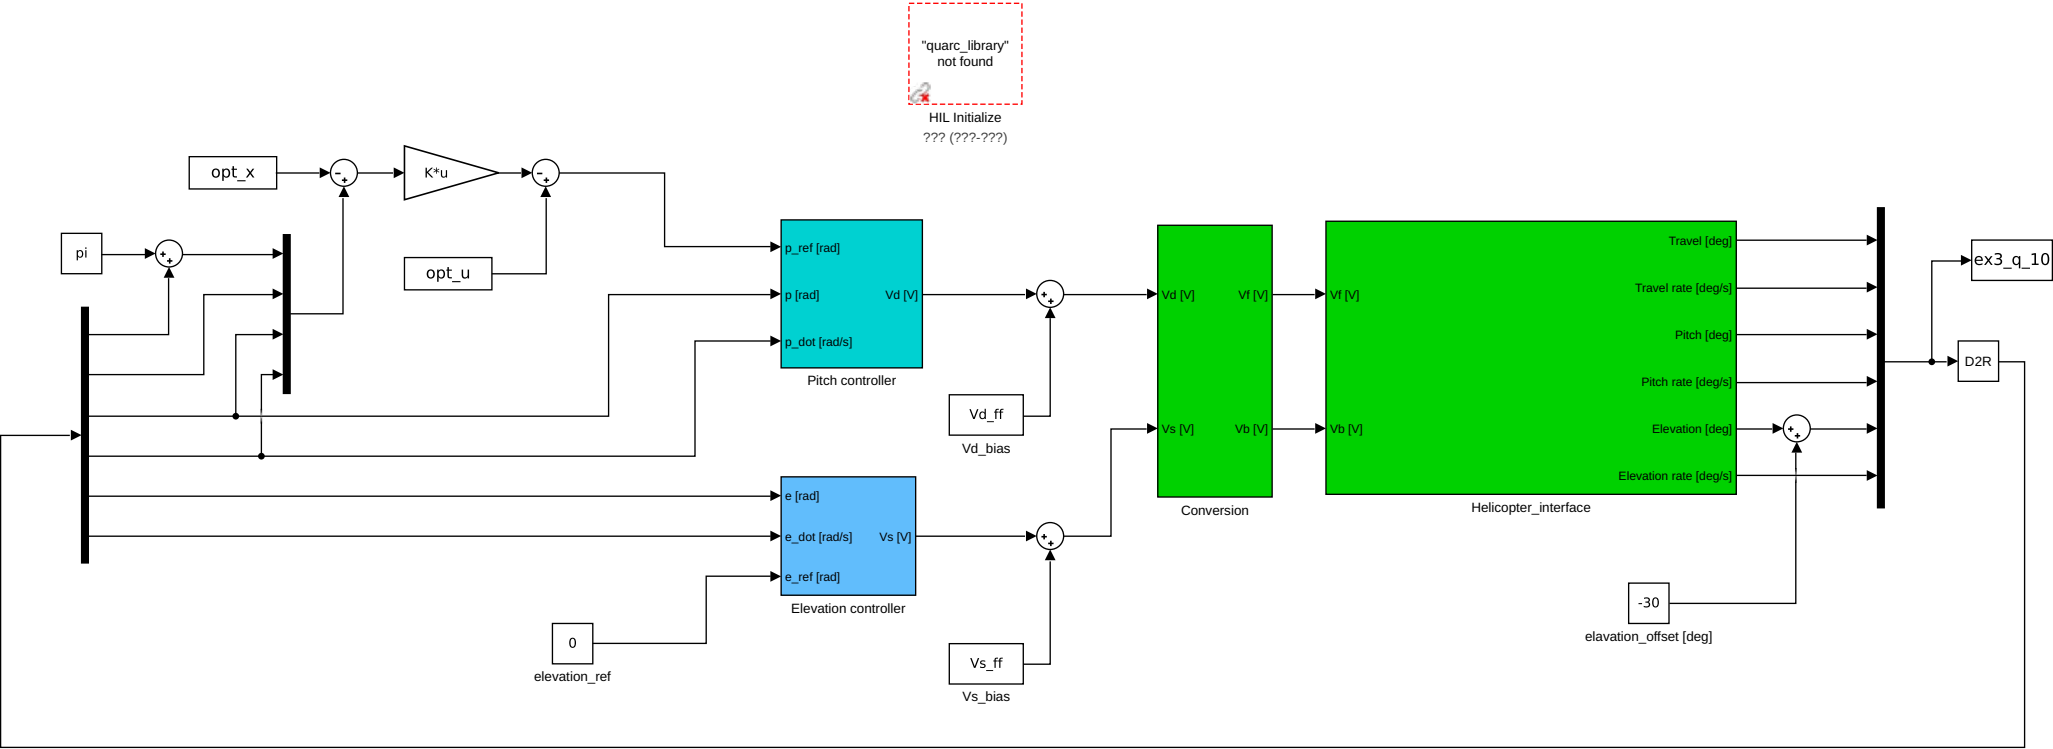 "quarc_library"
not found
HIL Initialize
??? (???-???)
opt_x
K*u
pi
opt_u
p_ref [rad]
p [rad]
p_dot [rad/s]
Vd [V]
Pitch controller
Vd_ff
Vd_bias
e [rad]
e_dot [rad/s]
e_ref [rad]
Vs [V]
Elevation controller
0
elevation_ref
Vs_ff
Vs_bias
Vd [V]
Vf [V]
Vs [V]
Vb [V]
Conversion
Vf [V]
Vb [V]
Travel [deg]
Travel rate [deg/s]
Pitch [deg]
Pitch rate [deg/s]
Elevation [deg]
Elevation rate [deg/s]
Helicopter_interface
-30
elavation_offset [deg]
ex3_q_10
D2R